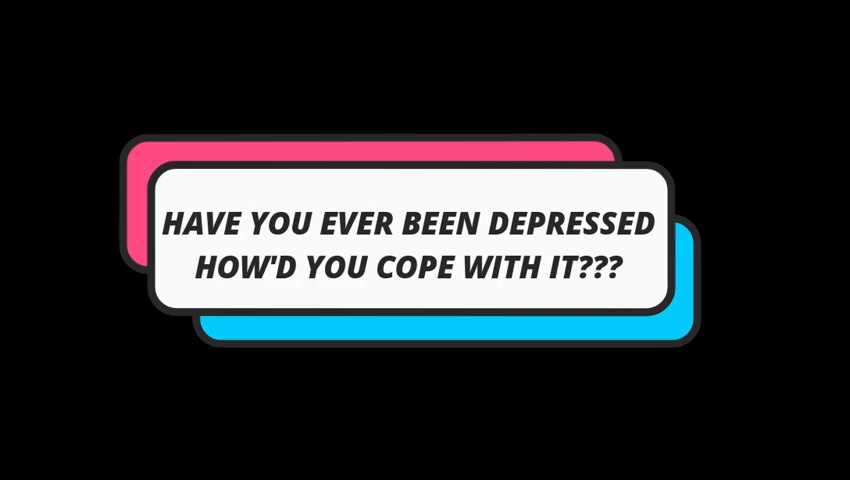 HAVE YOU EVER BEEN DEPRESSED
HOW'D YOU COPE WITH IT???